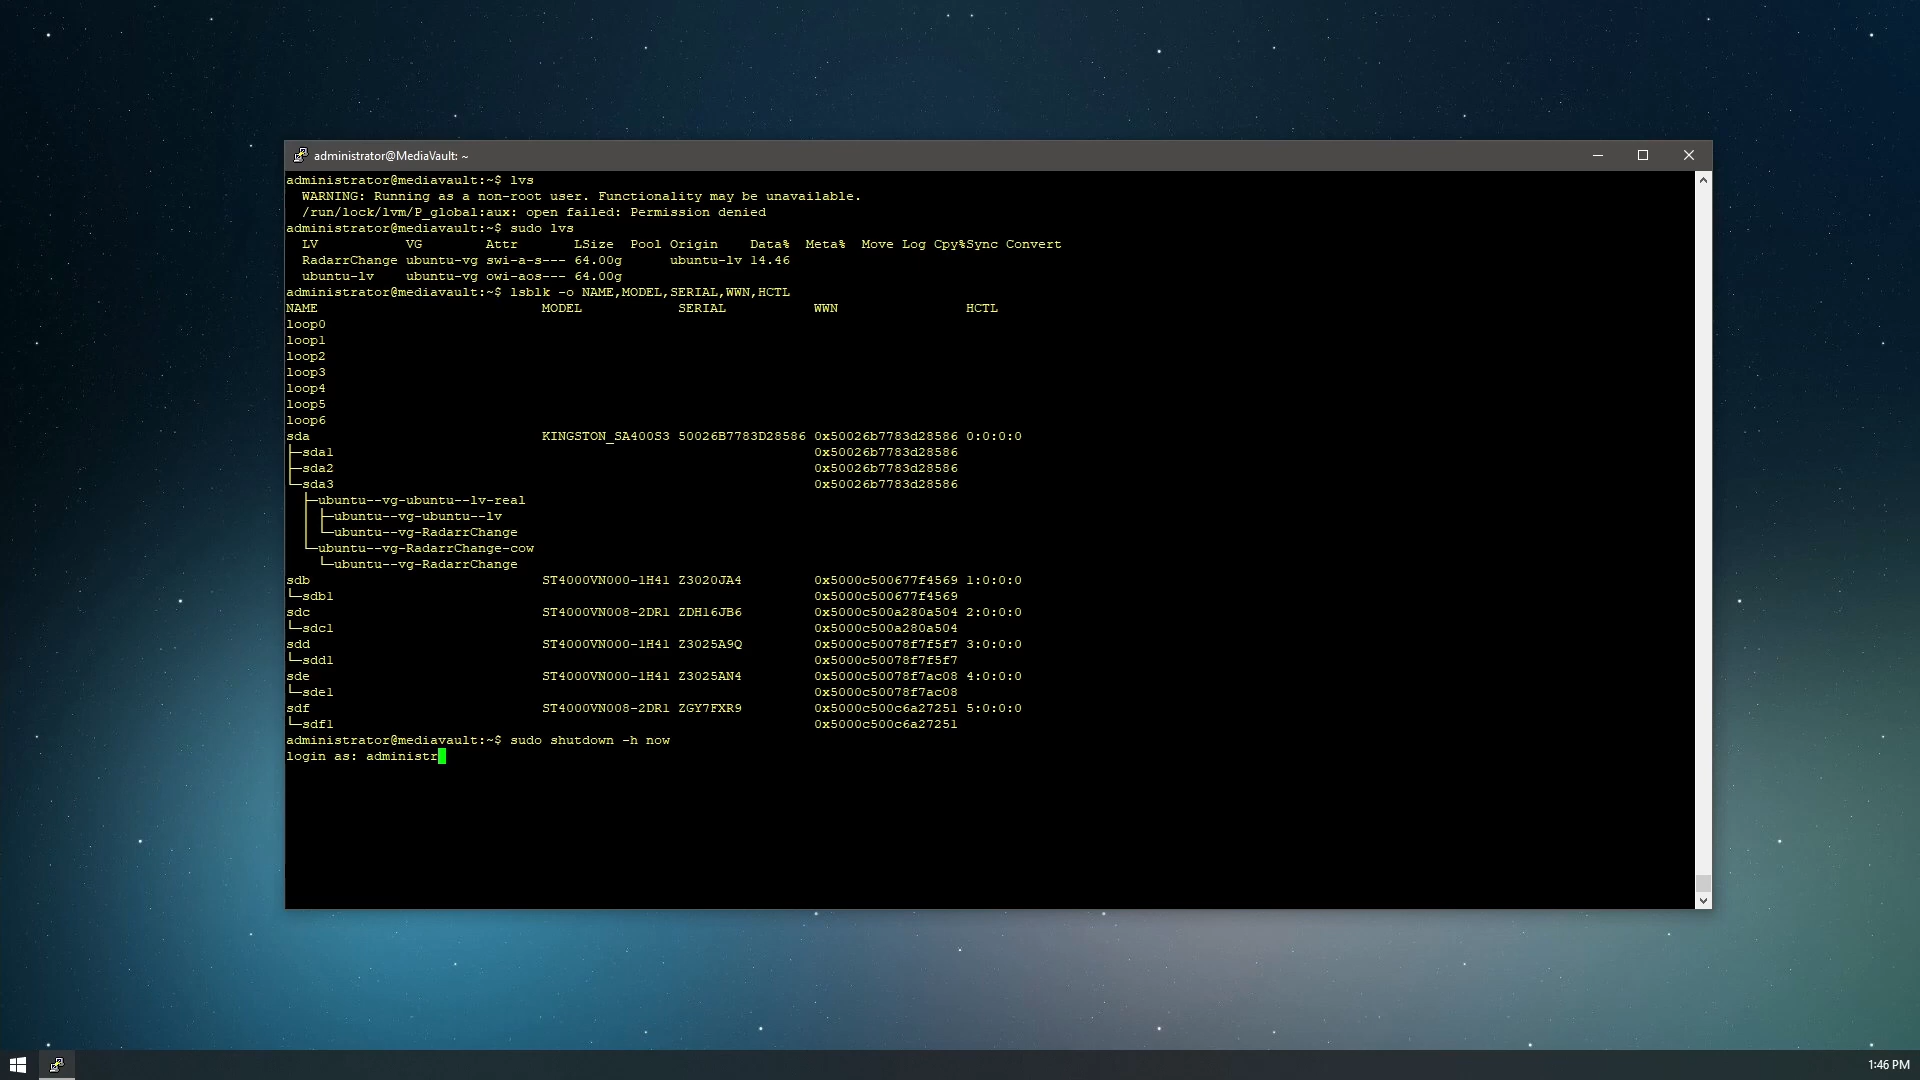 administrator@MediaVault: ~
administrator@mediavault:~$ lvs
  WARNING: Running as a non-root user. Functionality may be unavailable.
  /run/lock/lvm/P_global:aux: open failed: Permission denied
administrator@mediavault:~$ sudo lvs
  LV           VG        Attr       LSize  Pool Origin    Data%  Meta%  Move Log Cpy%Sync Convert
  RadarrChange ubuntu-vg swi-a-s--- 64.00g      ubuntu-lv 14.46
  ubuntu-lv    ubuntu-vg owi-aos--- 64.00g
administrator@mediavault:~$ lsblk -o NAME,MODEL,SERIAL,WWN,HCTL
NAME                            MODEL            SERIAL           WWN                HCTL
loop0
loop1
loop2
loop3
loop4
loop5
loop6
sda                             KINGSTON_SA400S3 50026B7783D28586 0x50026b7783d28586 0:0:0:0
├─sda1                                                            0x50026b7783d28586
├─sda2                                                            0x50026b7783d28586
└─sda3                                                            0x50026b7783d28586
  ├─ubuntu--vg-ubuntu--lv-real
  │ ├─ubuntu--vg-ubuntu--lv
  │ └─ubuntu--vg-RadarrChange
  └─ubuntu--vg-RadarrChange-cow
    └─ubuntu--vg-RadarrChange
sdb                             ST4000VN000-1H41 Z3020JA4         0x5000c500677f4569 1:0:0:0
└─sdb1                                                            0x5000c500677f4569
sdc                             ST4000VN008-2DR1 ZDH16JB6         0x5000c500a280a504 2:0:0:0
└─sdc1                                                            0x5000c500a280a504
sdd                             ST4000VN000-1H41 Z3025A9Q         0x5000c50078f7f5f7 3:0:0:0
└─sdd1                                                            0x5000c50078f7f5f7
sde                             ST4000VN000-1H41 Z3025AN4         0x5000c50078f7ac08 4:0:0:0
└─sde1                                                            0x5000c50078f7ac08
sdf                             ST4000VN008-2DR1 ZGY7FXR9         0x5000c500c6a27251 5:0:0:0
└─sdf1                                                            0x5000c500c6a27251
administrator@mediavault:~$ sudo shutdown -h now
login as: administr
1:46 PM